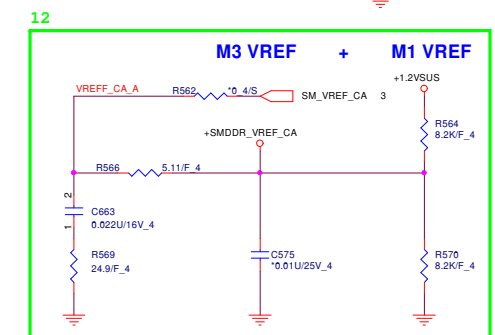 12
M3 VREF + M1 VREF
+1.2VSUS
VREFF_CA_A
R562
*0_4/S
SM_VREF_CA 3
+SMDDR_VREF_CA
R564
8.2K/F_4
R566
5.11/F_4
2
1
C663
0.022U/16V_4
R569
24.9/F_4
C575
*0.01U/25V_4
R570
8.2K/F_4